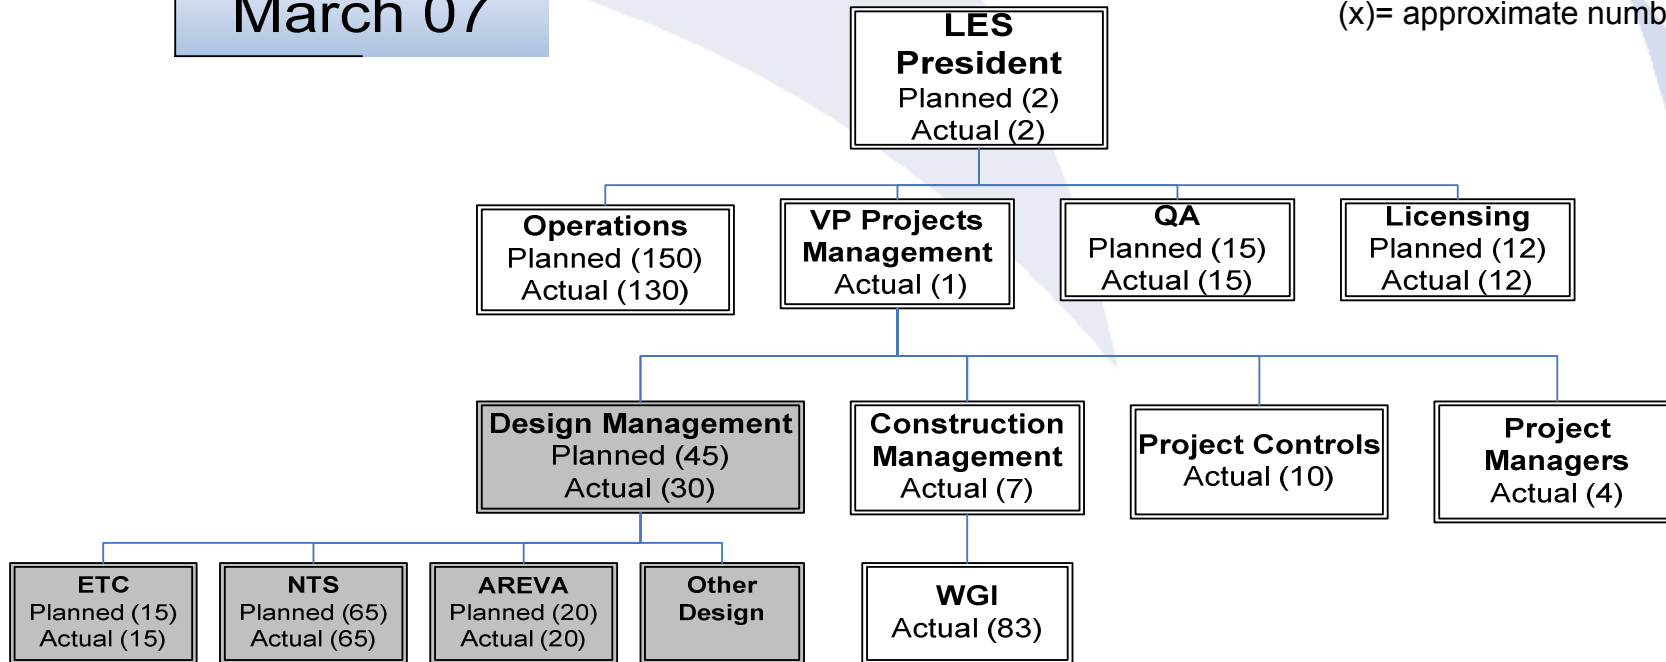 March 07
(x)= approximate numb
LES
President
Planned (2)
Actual (2)
Operations
Planned (150)
Actual (130)
VP Projects
Management
Actual (1)
QA
Planned (15)
Actual (15)
Licensing
Planned (12)
Actual (12)
Design Management
Planned (45)
Actual (30)
Construction
Management
Actual (7)
Project Controls
Actual (10)
Project
Managers
Actual (4)
ETC
Planned (15)
Actual (15)
NTS
Planned (65)
Actual (65)
AREVA
Planned (20)
Actual (20)
Other
Design
WGI
Actual (83)